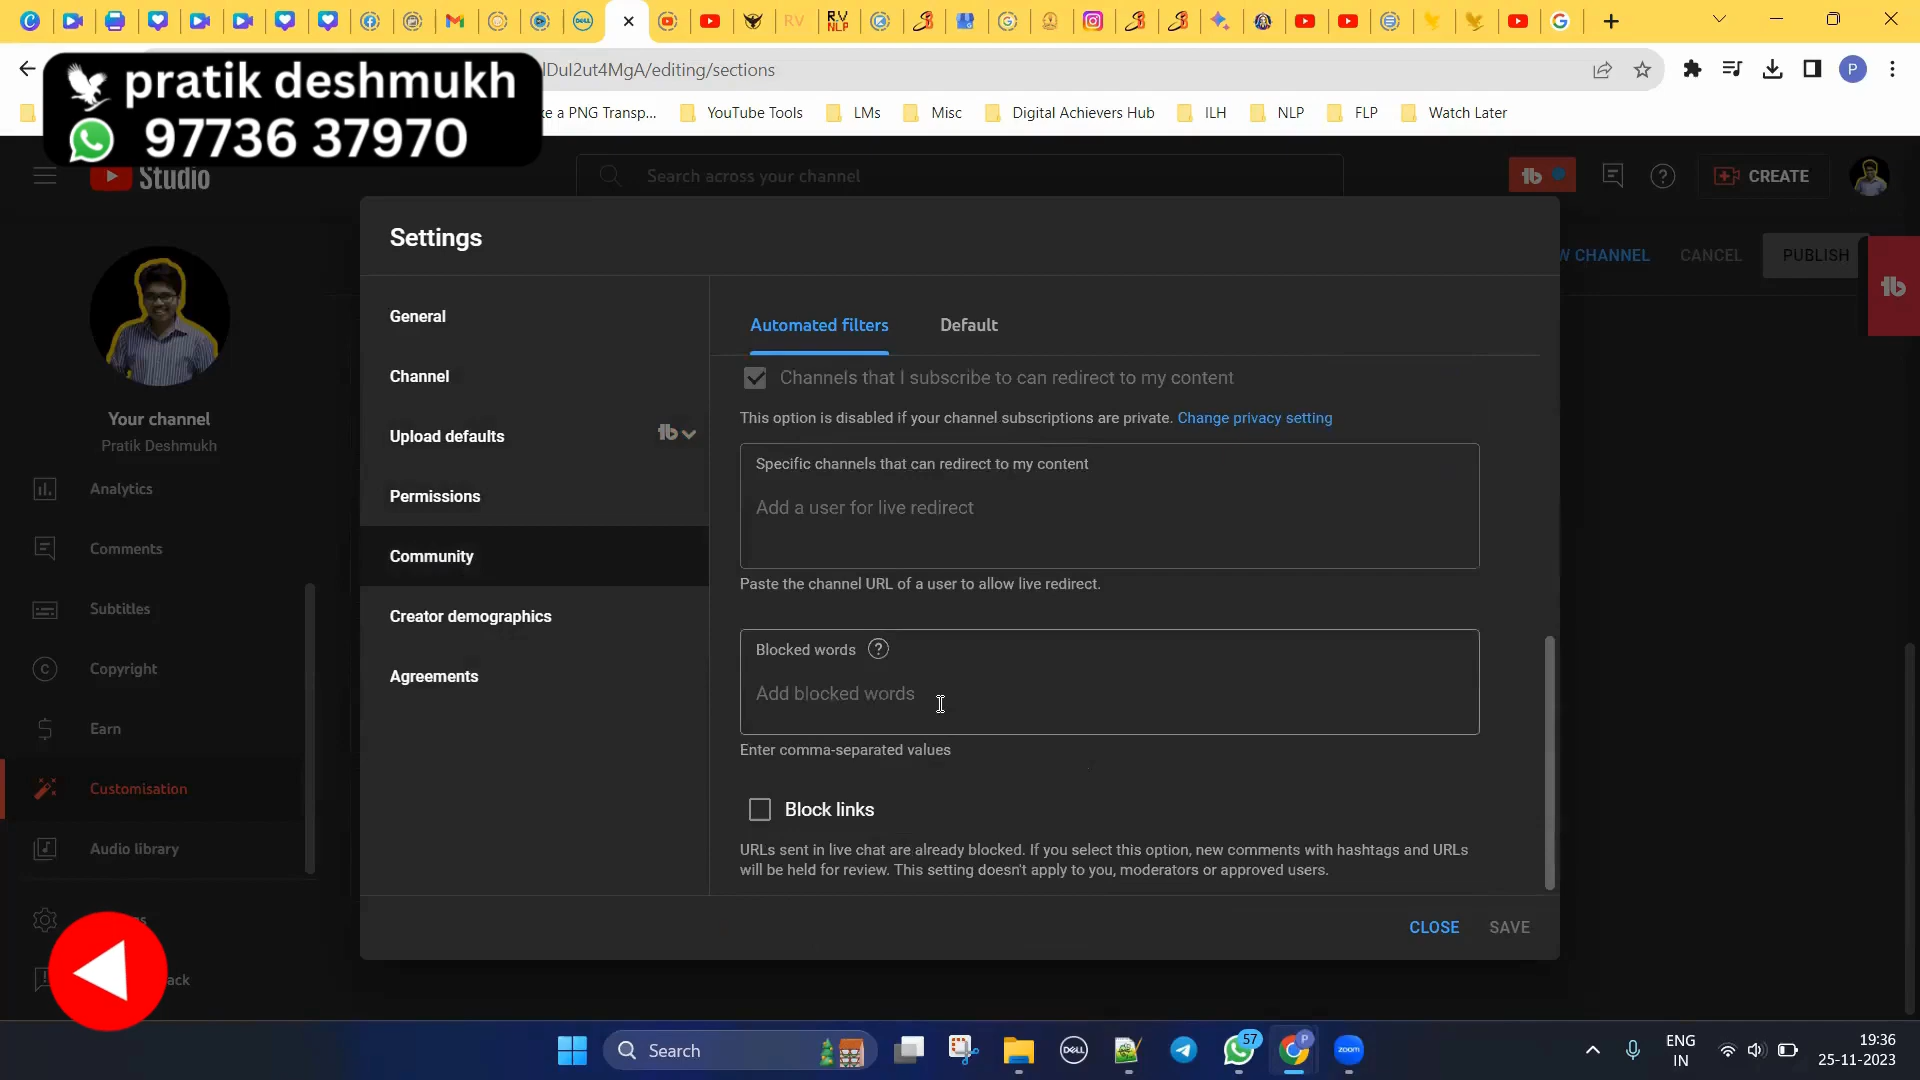 pratik deshmukh
97736 37970
lDul2ut4MgA/editing/sections
P
ke a PNG Transp...
YouTube Tools
LMs
Misc
Digital Achievers Hub
ILH
NLP
FLP
Watch Later
Studio
Search across your channel
CREATE
Your channel
Pratik Deshmukh
Analytics
Comments
Subtitles
Copyright
Earn
Customisation
Audio library
ack
W CHANNEL
CANCEL
PUBLISH
Settings
General
Channel
Upload defaults
Permissions
Community
Creator demographics
Agreements
Automated filters
Default
Channels that I subscribe to can redirect to my content
This option is disabled if your channel subscriptions are private. Change privacy setting
Specific channels that can redirect to my content
Add a user for live redirect
Paste the channel URL of a user to allow live redirect.
Blocked words
Add blocked words
Enter comma-separated values
Block links
URLs sent in live chat are already blocked. If you select this option, new comments with hashtags and URLs
will be held for review. This setting doesn't apply to you, moderators or approved users.
CLOSE
SAVE
Search
DELL
57
zoom
ENG
IN
19:36
25-11-2023